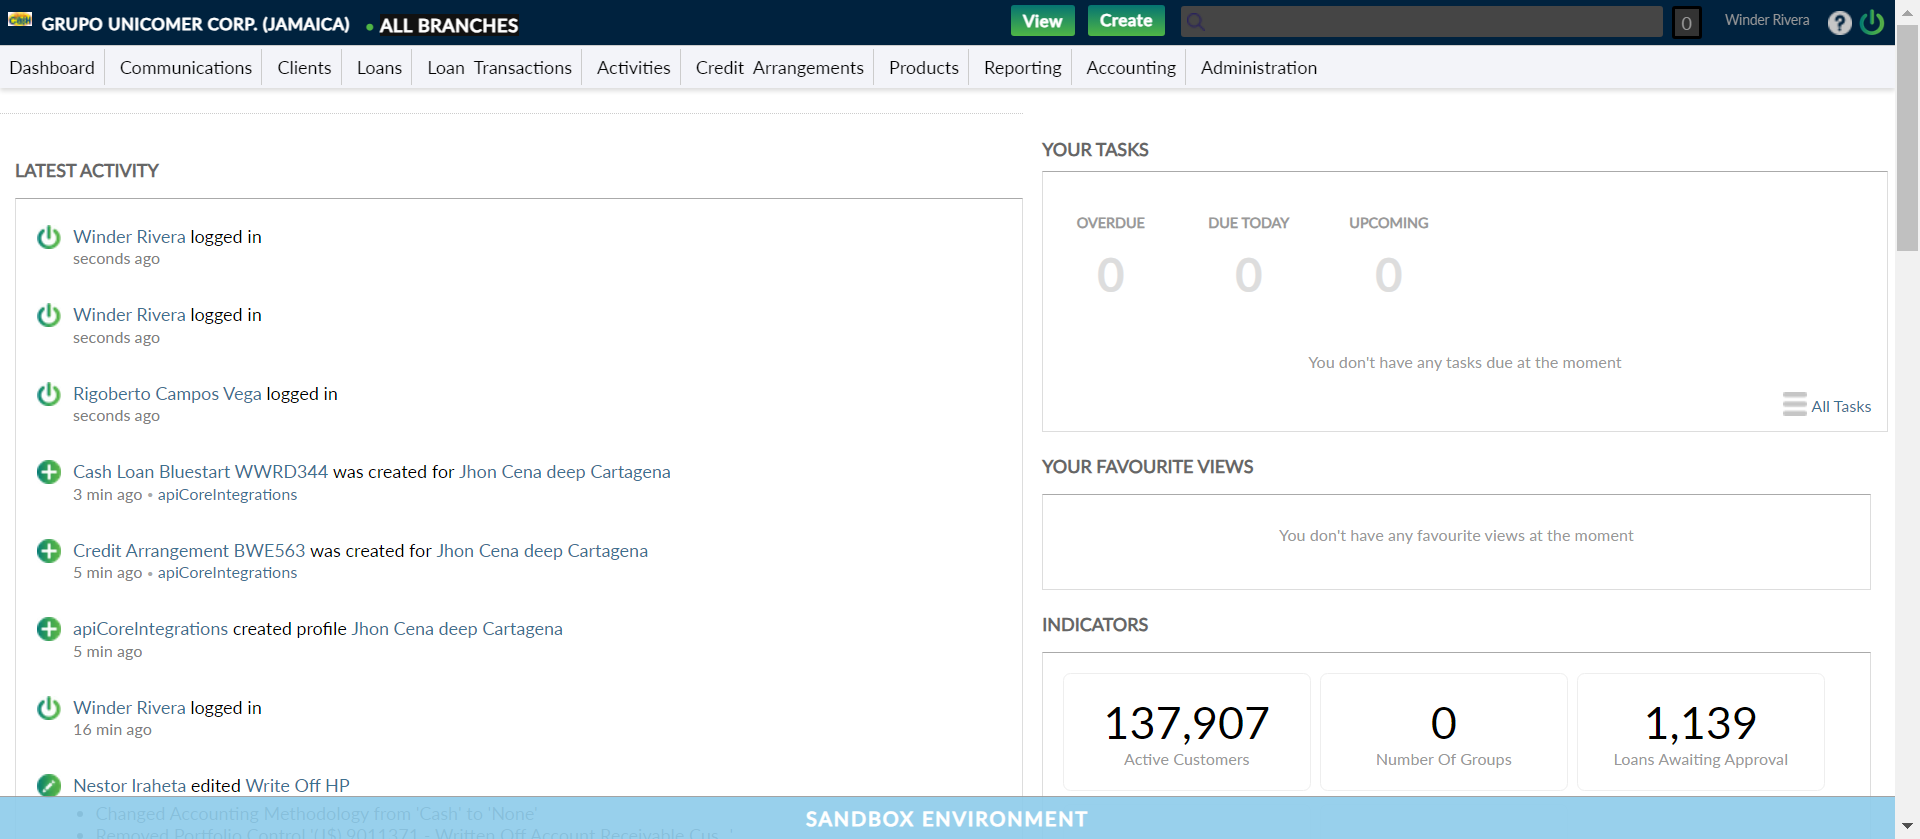 Cash GRUPO UNICOMER CORP. (JAMAICA) • ALL BRANCHES View Create 0 Winder Rivera ?
Dashboard Communications Clients Loans Loan Transactions Activities Credit Arrangements Products Reporting Accounting Administration
LATEST ACTIVITY
Winder Rivera logged in
seconds ago
Winder Rivera logged in
seconds ago
Rigoberto Campos Vega logged in
seconds ago
Cash Loan Bluestart WWRD344 was created for Jhon Cena deep Cartagena
3 min ago • apiCoreIntegrations
Credit Arrangement BWE563 was created for Jhon Cena deep Cartagena
5 min ago • apiCoreIntegrations
apiCoreIntegrations created profile Jhon Cena deep Cartagena
5 min ago
Winder Rivera logged in
16 min ago
Nestor Iraheta edited Write Off HP
• Changed Accounting Methodology from 'Cash' to 'None'
• Removed Portfolio Control '(J$) 9011371 - Written Off Account Receivable Cus...'
YOUR TASKS
OVERDUE DUE TODAY UPCOMING
0 0 0
You don't have any tasks due at the moment
All Tasks
YOUR FAVOURITE VIEWS
You don't have any favourite views at the moment
INDICATORS
137,907 0 1,139
Active Customers Number Of Groups Loans Awaiting Approval
SANDBOX ENVIRONMENT